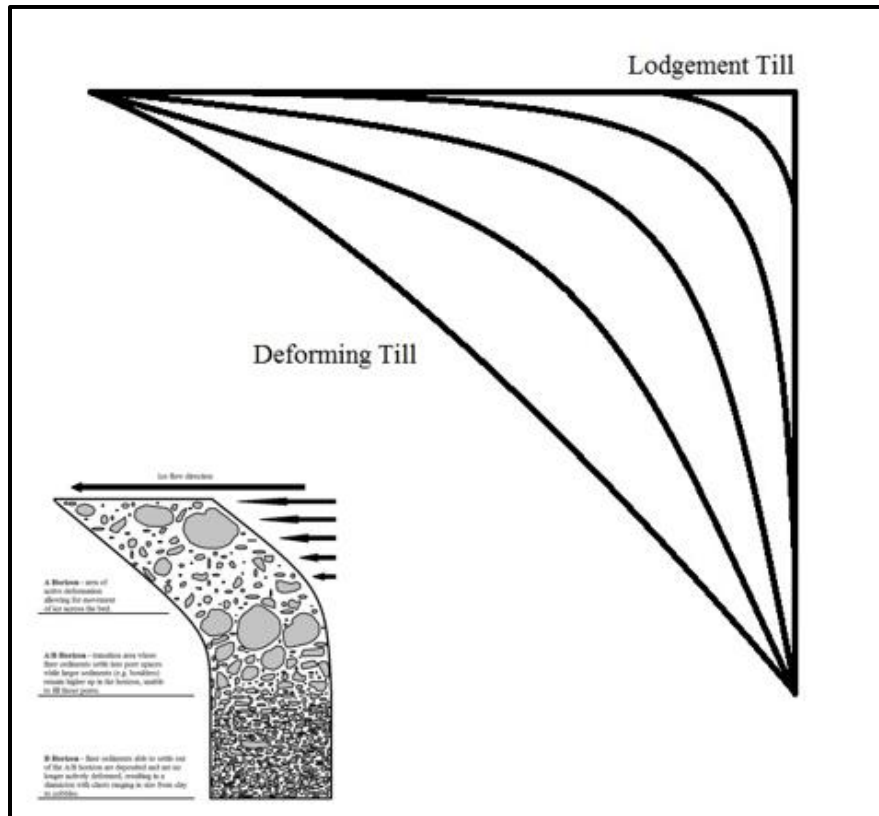 Lodgement Till
Deforming Till
Ice flow direction
A Horizon - area of
active deformation
allowing for movement
of ice across the bed.
A/B Horizon - transition area where
finer sediments settle into pore spaces
while larger sediments (e.g. boulders)
remain higher up in the horizon, unable
to fill these pores.
B Horizon - finer sediments able to settle out
of the A/B horizon are deposited and are no
longer actively deformed, resulting in a
diamicton with clasts ranging in size from clay
to cobbles.